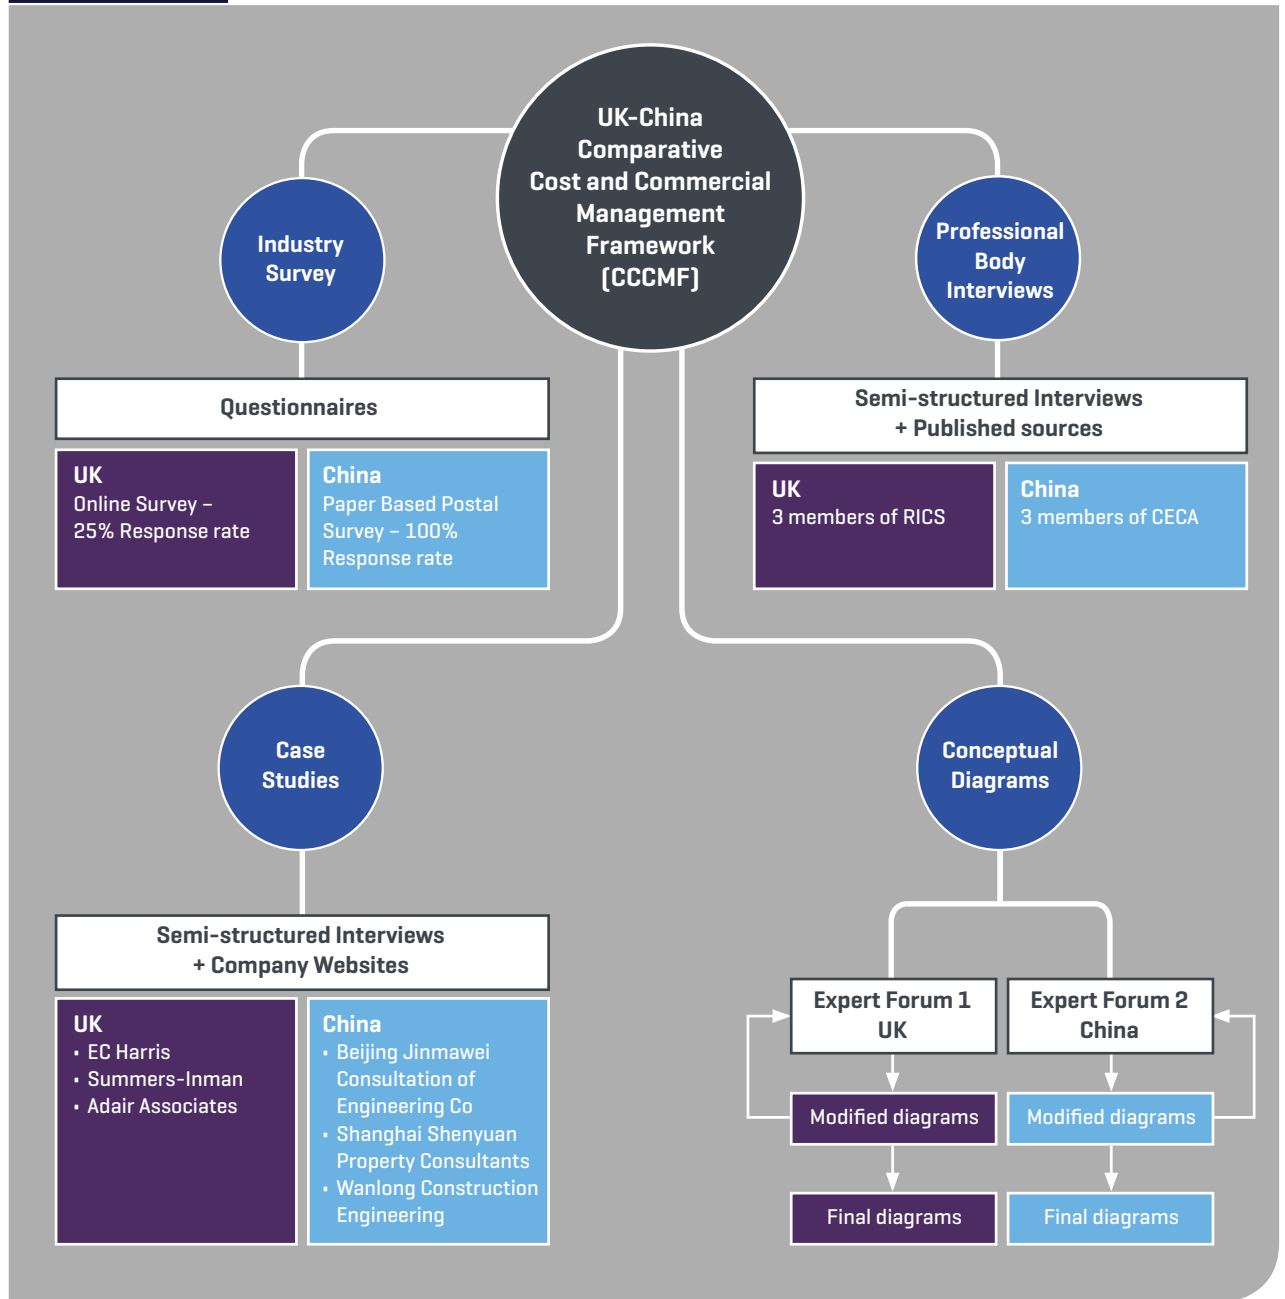 UK-China
Comparative
Cost and Commercial
Management
Framework
(CCCMF)
Industry
Survey
Professional
Body
Interviews
Questionnaires
UK
Online Survey –
25% Response rate
China
Paper Based Postal
Survey – 100%
Response rate
Semi-structured Interviews
+ Published sources
UK
3 members of RICS
China
3 members of CECA
Case
Studies
Conceptual
Diagrams
Semi-structured Interviews
+ Company Websites
UK
• EC Harris
• Summers-Inman
• Adair Associates
China
• Beijing Jinmawei
Consultation of
Engineering Co
• Shanghai Shenyuan
Property Consultants
• Wanlong Construction
Engineering
Expert Forum 1
UK
Expert Forum 2
China
Modified diagrams
Modified diagrams
Final diagrams
Final diagrams